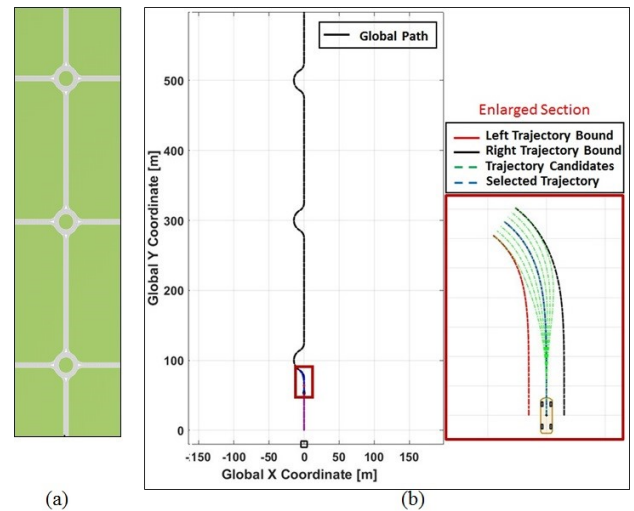 Global Path
500
400
300
200
100
0
-150
-100
-50
0
50
100
150
Global Y Coordinate [m]
Global X Coordinate [m]
Enlarged Section
Left Trajectory Bound
Right Trajectory Bound
Trajectory Candidates
Selected Trajectory
(a)
(b)